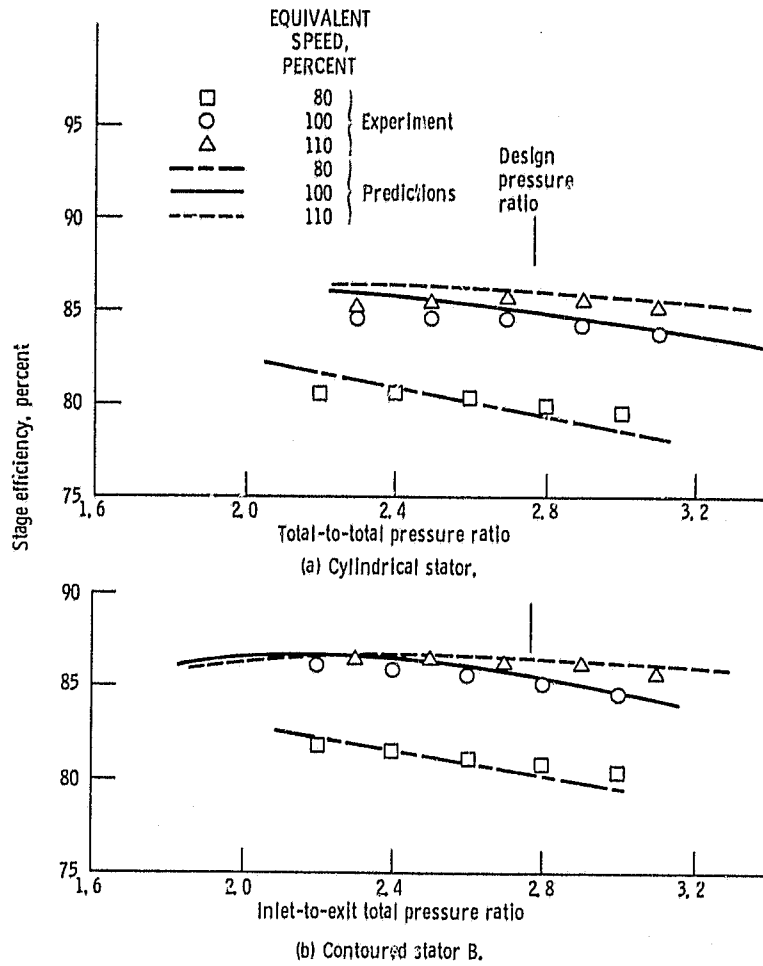 EQUIVALENT
SPEED,
PERCENT
80
100 Experiment
110
80
100 Predictions
110
Design
pressure
ratio
Stage efficiency, percent
95
90
85
80
75
1.6
2.0
2.4
2.8
3.2
Total-to-total pressure ratio
(a) Cylindrical stator.
90
85
80
75
1.6
2.0
2.4
2.8
3.2
Inlet-to-exit total pressure ratio
(b) Contoured stator B.